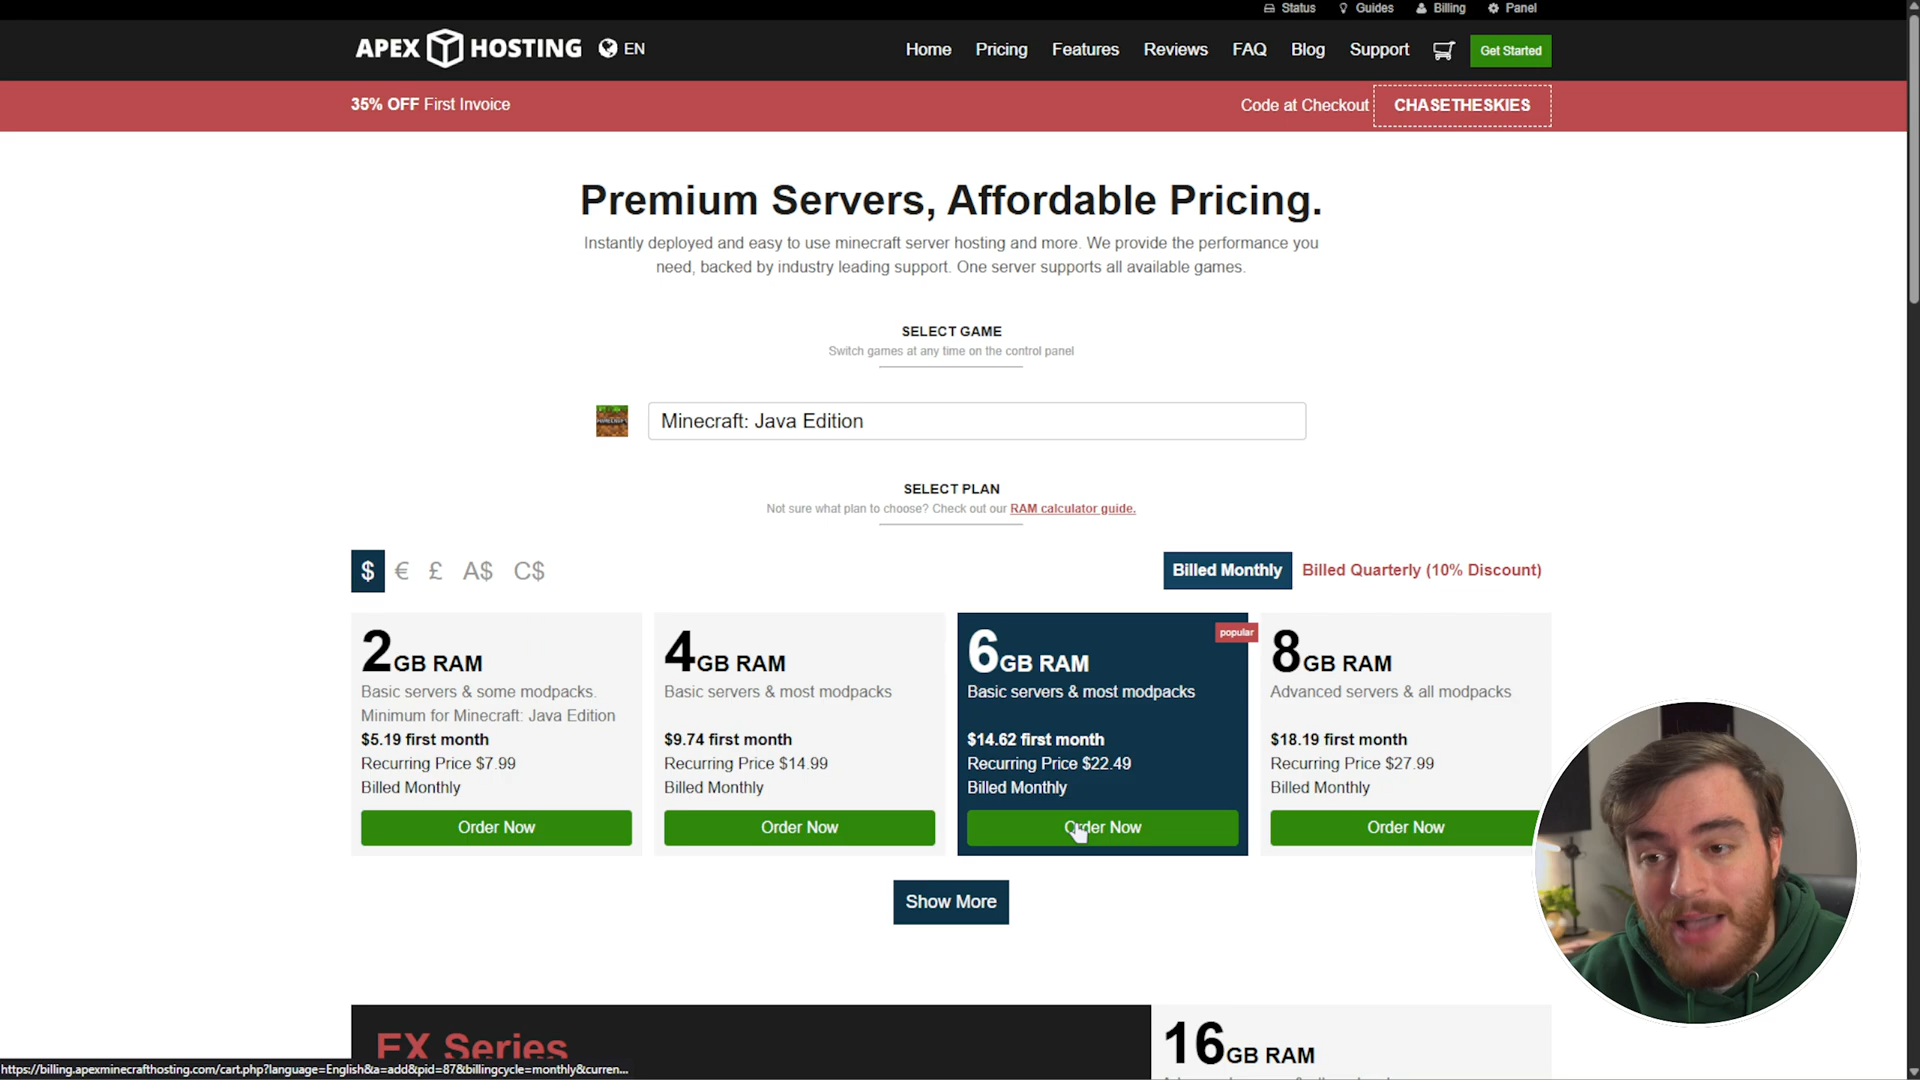 Status Guides Billing Panel
APEX HOSTING EN
Home Pricing Features Reviews FAQ Blog Support Get Started
35% OFF First Invoice
Code at Checkout CHASETHESKIES
Premium Servers, Affordable Pricing.
Instantly deployed and easy to use minecraft server hosting and more. We provide the performance you
need, backed by industry leading support. One server supports all available games.
SELECT GAME
Switch games at any time on the control panel
Minecraft: Java Edition
SELECT PLAN
Not sure what plan to choose? Check out our RAM calculator guide.
$ € £ A$ C$
Billed Monthly Billed Quarterly (10% Discount)
2GB RAM
Basic servers & some modpacks.
Minimum for Minecraft: Java Edition
$5.19 first month
Recurring Price $7.99
Billed Monthly
Order Now
4GB RAM
Basic servers & most modpacks
$9.74 first month
Recurring Price $14.99
Billed Monthly
Order Now
popular
6GB RAM
Basic servers & most modpacks
$14.62 first month
Recurring Price $22.49
Billed Monthly
Order Now
8GB RAM
Advanced servers & all modpacks
$18.19 first month
Recurring Price $27.99
Billed Monthly
Order Now
Show More
EX Series
16GB RAM
https://billing.apexminecrafthosting.com/cart.php?language=English&a=add&pid=87&billingcycle=monthly&curren...